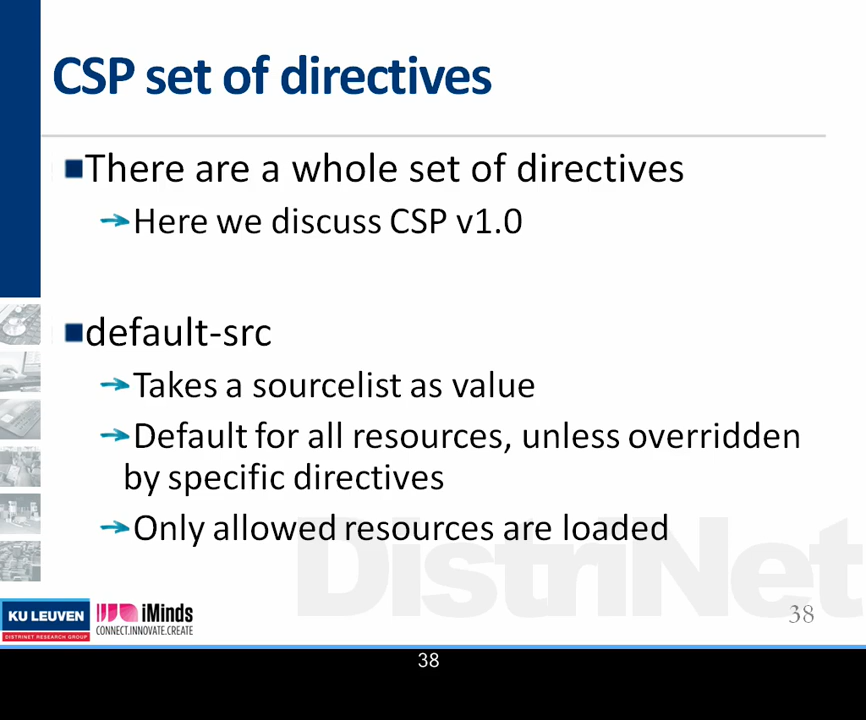 CSP set of directives
There are a whole set of directives
Here we discuss CSP v1.0
default-src
Takes a sourcelist as value
Default for all resources, unless overridden
by specific directives
Only allowed resources are loaded
DistriNet
KU LEUVEN
DISTRINET RESEARCH GROUP
iMinds
CONNECT.INNOVATE.CREATE
38
38